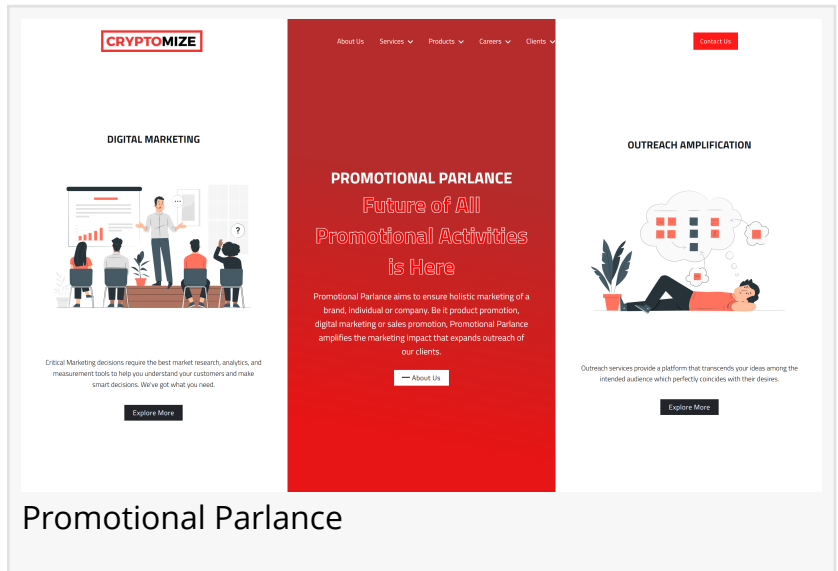 CRYPTOMIZE
About Us Services Products Careers Clients
Contact Us
DIGITAL MARKETING
?
Critical Marketing decisions require the best market research, analytics, and
measurement tools to help you understand your customers and make
smart decisions. We've got what you need.
Explore More
PROMOTIONAL PARLANCE
Future of All
Promotional Activities
is Here
Promotional Parlance aims to ensure holistic marketing of a
brand, individual or company. Be it product promotion,
digital marketing or sales promotion, Promotional Parlance
amplifies the marketing impact that expands outreach of
our clients.
— About Us
OUTREACH AMPLIFICATION
Outreach services provide a platform that transcends your ideas among the
intended audience which perfectly coincides with their desires.
Explore More
Promotional Parlance